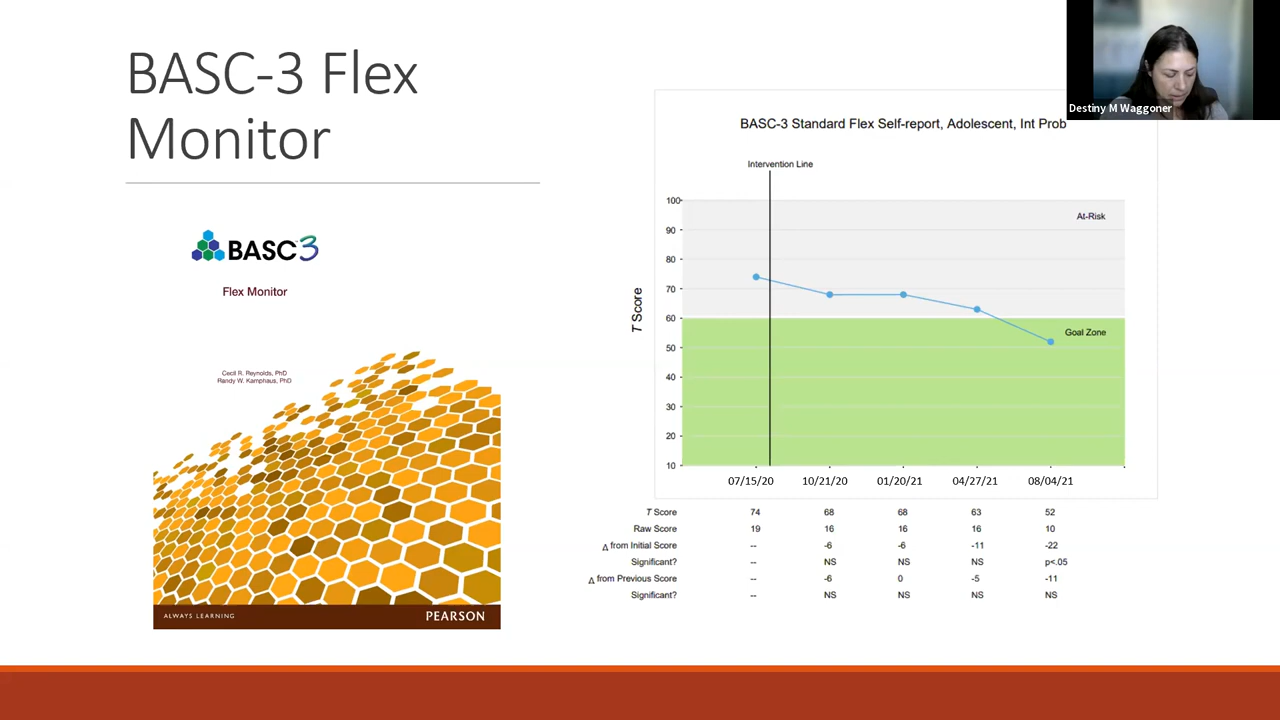 BASC-3 Flex
Monitor
BASC 3
Flex Monitor
Cecil R. Reynolds, PhD
Randy W. Kamphaus, PhD
ALWAYS LEARNING PEARSON
Destiny M Waggoner
BASC-3 Standard Flex Self-report, Adolescent, Int Prob
Intervention Line
T Score
100
90
80
70
60
50
40
30
20
10
At-Risk
Goal Zone
07/15/20 10/21/20 01/20/21 04/27/21 08/04/21
T Score 74 68 68 63 52
Raw Score 19 16 16 16 10
Δ from Initial Score -- -6 -6 -11 -22
Significant? -- NS NS NS p<.05
Δ from Previous Score -- -6 0 -5 -11
Significant? -- NS NS NS NS